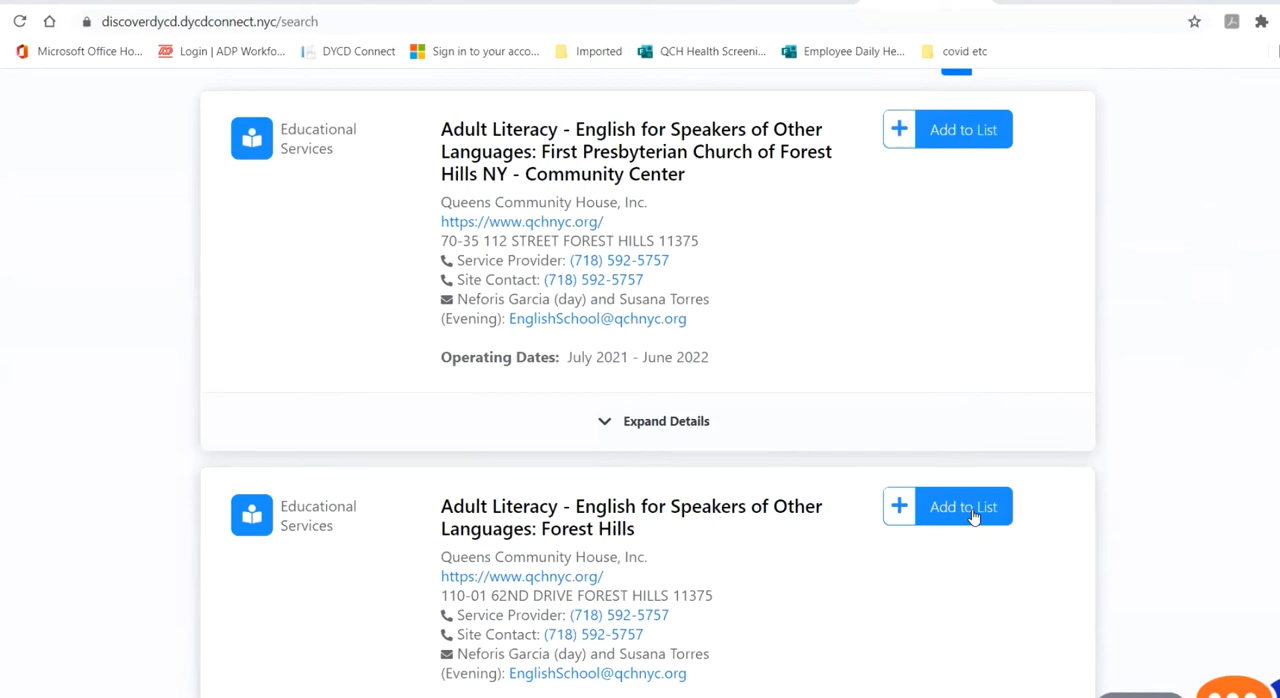 discoverdycd.dycdconnect.nyc/search
Microsoft Office Ho... Login | ADP Workfo... DYCD Connect Sign in to your acco... Imported QCH Health Screeni... Employee Daily He... covid etc
Educational
Services
Adult Literacy - English for Speakers of Other
Languages: First Presbyterian Church of Forest
Hills NY - Community Center
Add to List
Queens Community House, Inc.
https://www.qchnyc.org/
70-35 112 STREET FOREST HILLS 11375
Service Provider: (718) 592-5757
Site Contact: (718) 592-5757
Neforis Garcia (day) and Susana Torres
(Evening): EnglishSchool@qchnyc.org
Operating Dates: July 2021 - June 2022
Expand Details
Educational
Services
Adult Literacy - English for Speakers of Other
Languages: Forest Hills
Add to List
Queens Community House, Inc.
https://www.qchnyc.org/
110-01 62ND DRIVE FOREST HILLS 11375
Service Provider: (718) 592-5757
Site Contact: (718) 592-5757
Neforis Garcia (day) and Susana Torres
(Evening): EnglishSchool@qchnyc.org